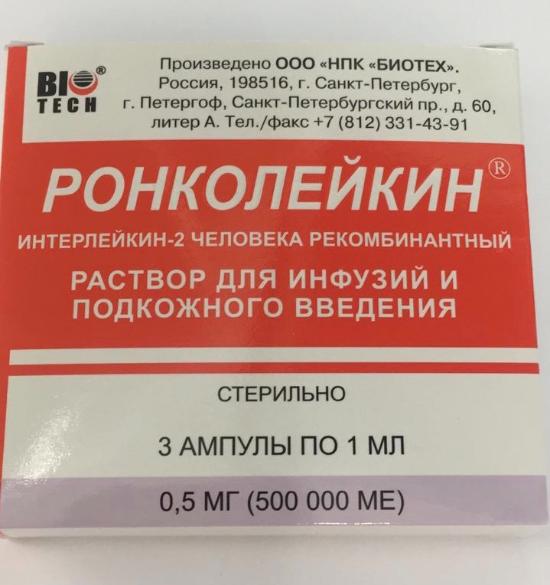 BIOTECH®
Произведено ООО «НПК «БИОТЕХ».
Россия, 198516, г. Санкт-Петербург,
г. Петергоф, Санкт-Петербургский пр., д. 60,
литер А. Тел./факс +7 (812) 331-43-91
РОНКОЛЕЙКИН®
ИНТЕРЛЕЙКИН-2 ЧЕЛОВЕКА РЕКОМБИНАНТНЫЙ
РАСТВОР ДЛЯ ИНФУЗИЙ И
ПОДКОЖНОГО ВВЕДЕНИЯ
СТЕРИЛЬНО
3 АМПУЛЫ ПО 1 МЛ
0,5 МГ (500 000 МЕ)